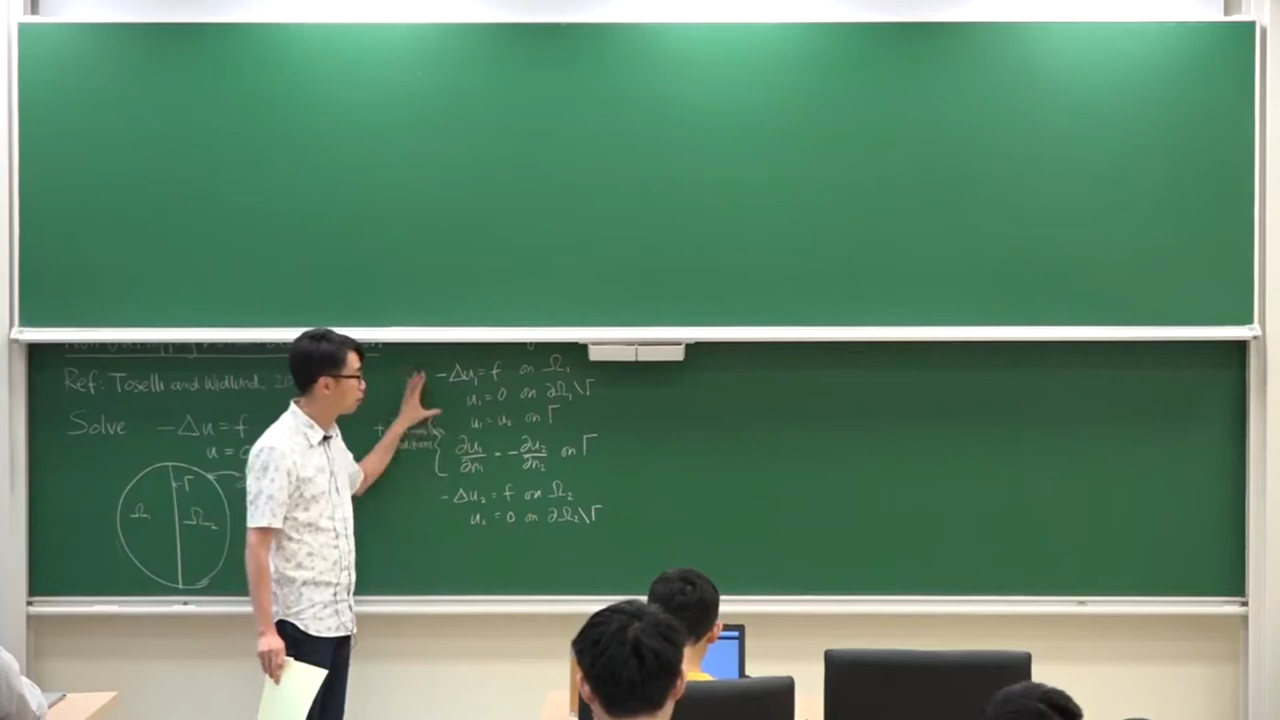 Ref: Toselli and Widlund 20
Solve -Δu = f
u = 0
Γ
Ω₁
Ω₂
-Δu₁ = f on Ω₁
u₁ = 0 on ∂Ω₁\Γ
u₁ = u₂ on Γ
+
∂u₁/∂n₁ = -∂u₂/∂n₂ on Γ
-Δu₂ = f on Ω₂
u₂ = 0 on ∂Ω₂\Γ